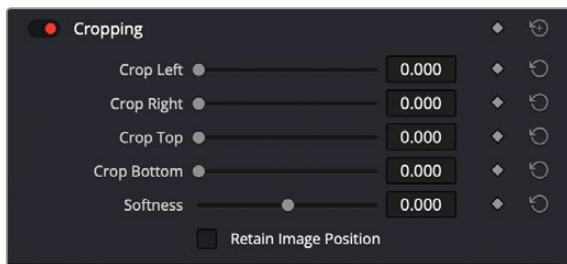 Cropping
Crop Left 0.000
Crop Right 0.000
Crop Top 0.000
Crop Bottom 0.000
Softness 0.000
Retain Image Position